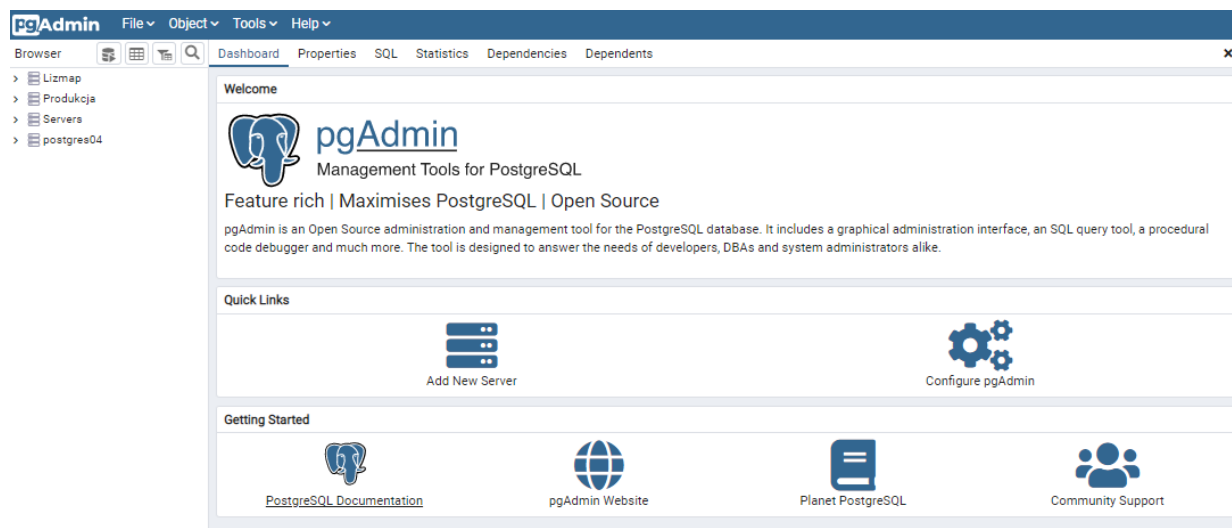 pgAdmin File Object Tools Help
Browser Dashboard Properties SQL Statistics Dependencies Dependents
Lizmap
Produkcja
Servers
postgres04
Welcome
pgAdmin
Management Tools for PostgreSQL
Feature rich | Maximises PostgreSQL | Open Source
pgAdmin is an Open Source administration and management tool for the PostgreSQL database. It includes a graphical administration interface, an SQL query tool, a procedural
code debugger and much more. The tool is designed to answer the needs of developers, DBAs and system administrators alike.
Quick Links
Add New Server Configure pgAdmin
Getting Started
PostgreSQL Documentation pgAdmin Website Planet PostgreSQL Community Support